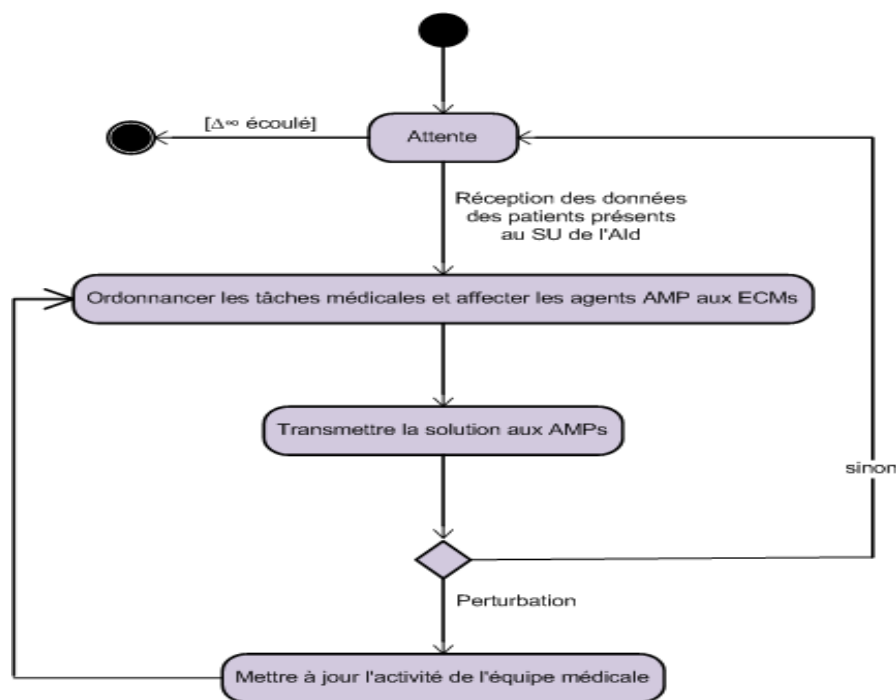 [Δ∞ écoulé]
Attente
Réception des données
des patients présents
au SU de l'AId
Ordonnancer les tâches médicales et affecter les agents AMP aux ECMs
Transmettre la solution aux AMPs
sinon
Perturbation
Mettre à jour l'activité de l'équipe médicale